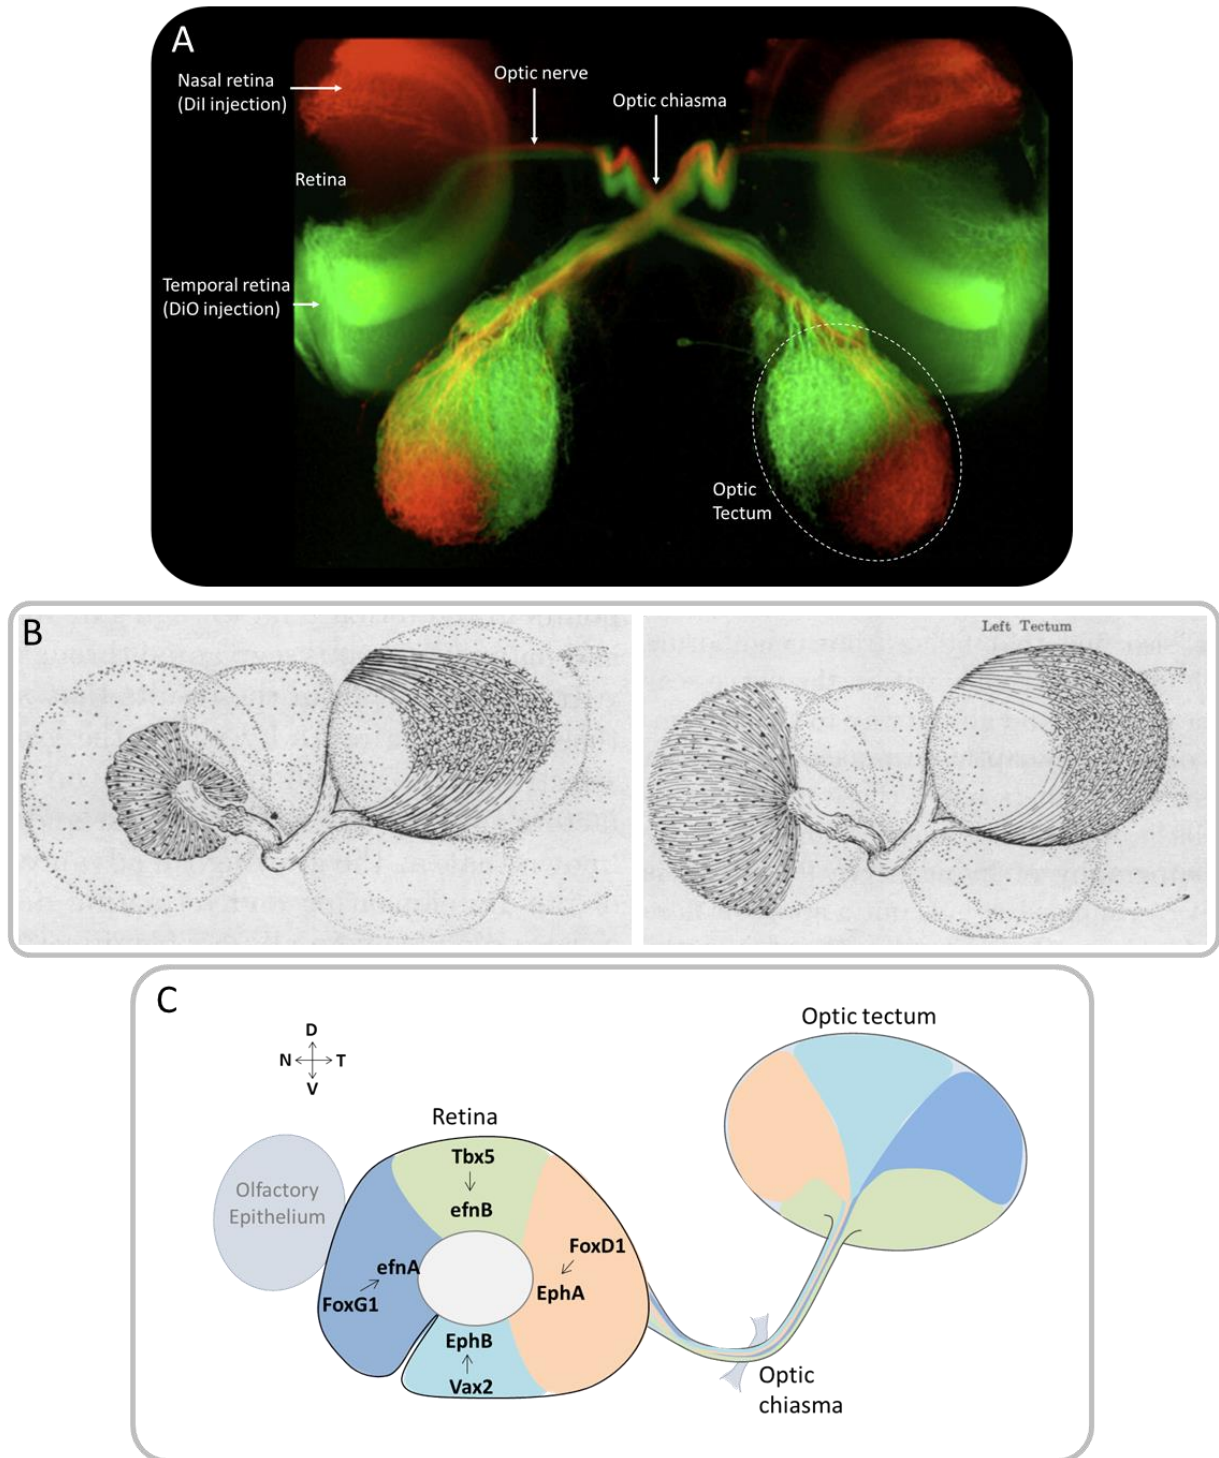 A
Nasal retina
(DiI injection)
Optic nerve
Optic chiasma
Retina
Temporal retina
(DiO injection)
Optic
Tectum
B
Left Tectum
C
D
N T
V
Optic tectum
Retina
Olfactory
Epithelium
Tbx5
efnB
FoxD1
EphA
efnA
FoxG1
EphB
Vax2
Optic
chiasma